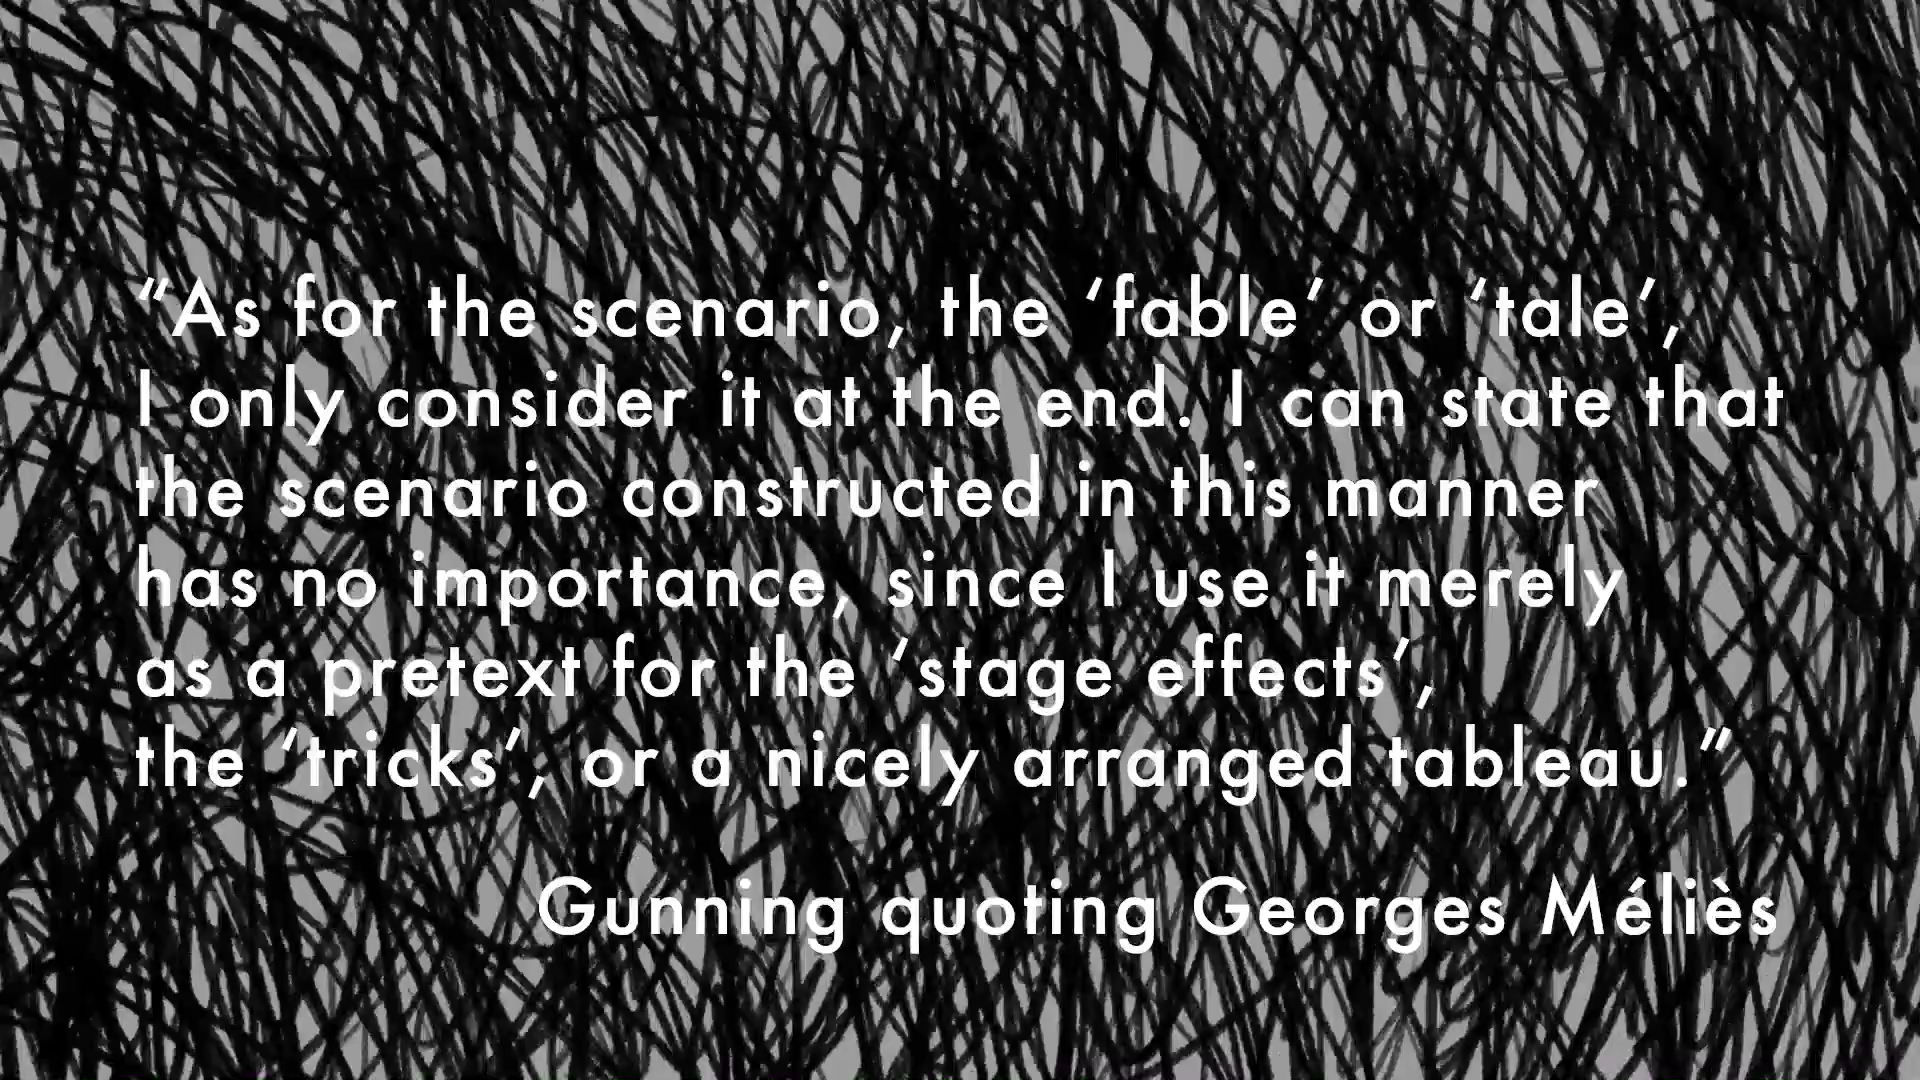 “As for the scenario, the ‘fable’ or ‘tale’,
I only consider it at the end. I can state that
the scenario constructed in this manner
has no importance, since I use it merely
as a pretext for the ‘stage effects’,
the ‘tricks’, or a nicely arranged tableau.”
Gunning quoting Georges Méliès